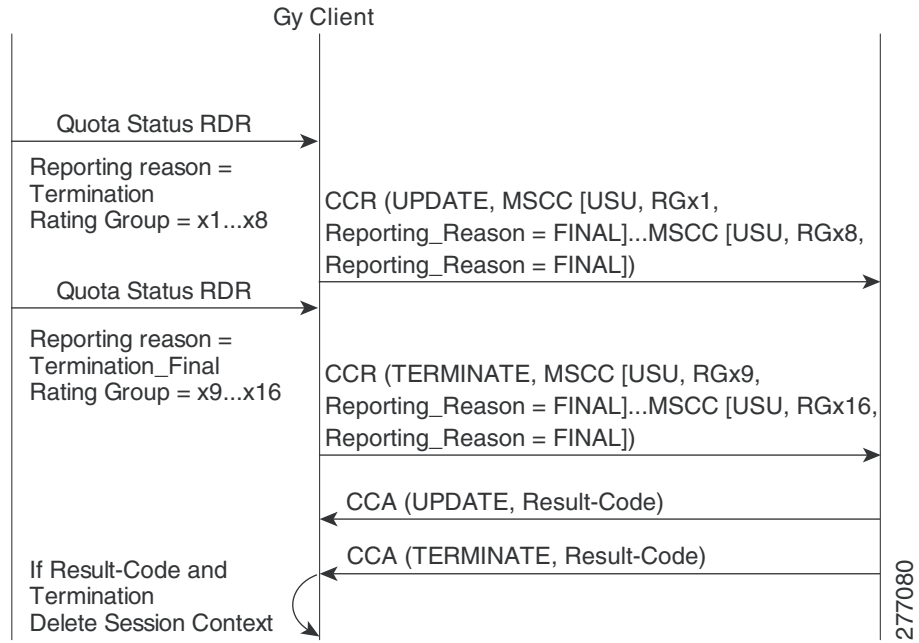 Gy Client
Quota Status RDR
Reporting reason =
Termination
Rating Group = x1...x8
CCR (UPDATE, MSCC [USU, RGx1,
Reporting_Reason = FINAL]...MSCC [USU, RGx8,
Reporting_Reason = FINAL])
Quota Status RDR
Reporting reason =
Termination_Final
Rating Group = x9...x16
CCR (TERMINATE, MSCC [USU, RGx9,
Reporting_Reason = FINAL]...MSCC [USU, RGx16,
Reporting_Reason = FINAL])
CCA (UPDATE, Result-Code)
CCA (TERMINATE, Result-Code)
If Result-Code and
Termination
Delete Session Context
277080